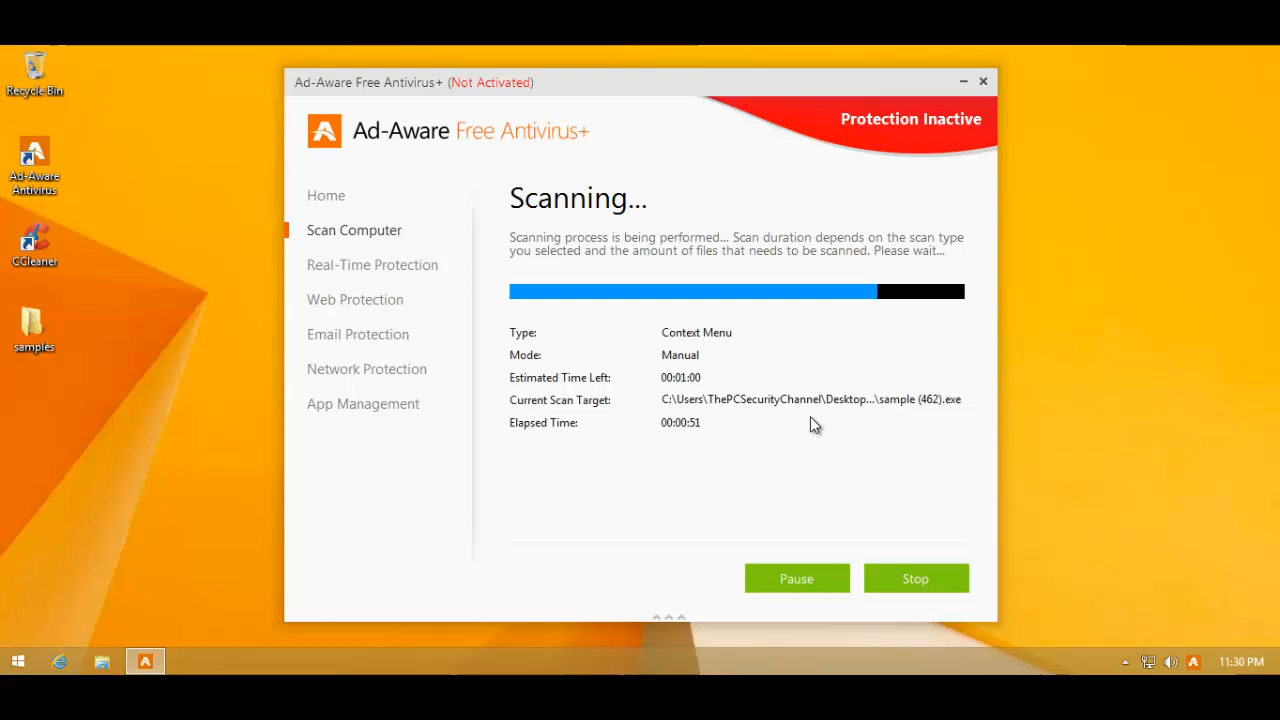 Recycle Bin
Ad-Aware
Antivirus
CCleaner
samples
Ad-Aware Free Antivirus+ (Not Activated)
Ad-Aware Free Antivirus+
Protection Inactive
Home
Scan Computer
Real-Time Protection
Web Protection
Email Protection
Network Protection
App Management
Scanning...
Scanning process is being performed... Scan duration depends on the scan type
you selected and the amount of files that needs to be scanned. Please wait...
Type: Context Menu
Mode: Manual
Estimated Time Left: 00:01:00
Current Scan Target: C:\Users\ThePCSecurityChannel\Desktop...\sample (462).exe
Elapsed Time: 00:00:51
Pause Stop
11:30 PM